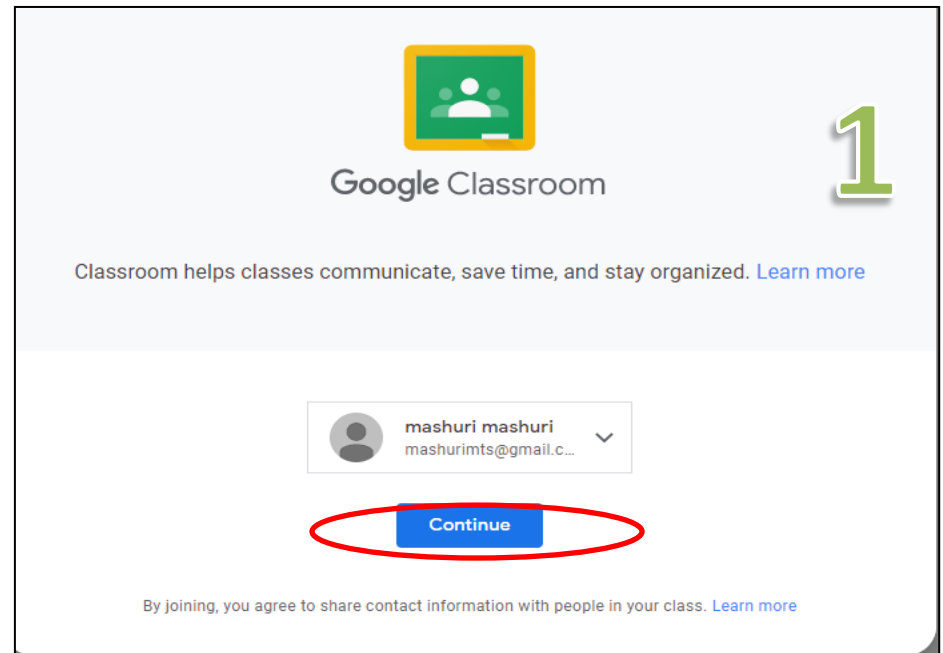 1
Google Classroom
Classroom helps classes communicate, save time, and stay organized. Learn more
mashuri mashuri
mashurimts@gmail.c...
Continue
By joining, you agree to share contact information with people in your class. Learn more